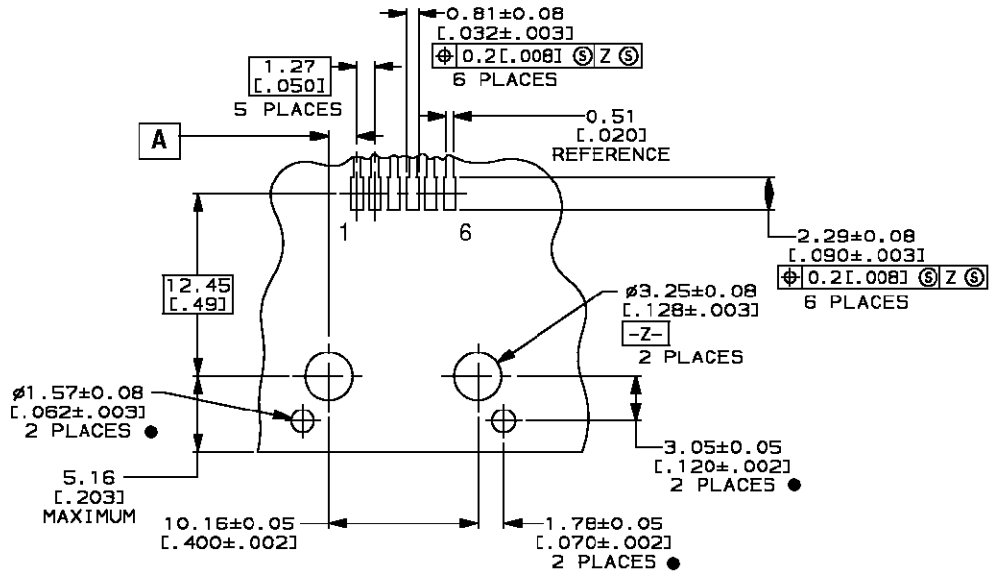 0.81±0.08
[.032±.003]
⌖ 0.2[.008] Ⓢ Z Ⓢ
6 PLACES
1.27
[.050]
5 PLACES
A
0.51
[.020]
REFERENCE
1
6
2.29±0.08
[.090±.003]
⌖ 0.2[.008] Ⓢ Z Ⓢ
6 PLACES
12.45
[.49]
ø3.25±0.08
[.128±.003]
-Z-
2 PLACES
ø1.57±0.08
[.062±.003]
2 PLACES ●
5.16
[.203]
MAXIMUM
3.05±0.05
[.120±.002]
2 PLACES ●
10.16±0.05
[.400±.002]
1.78±0.05
[.070±.002]
2 PLACES ●